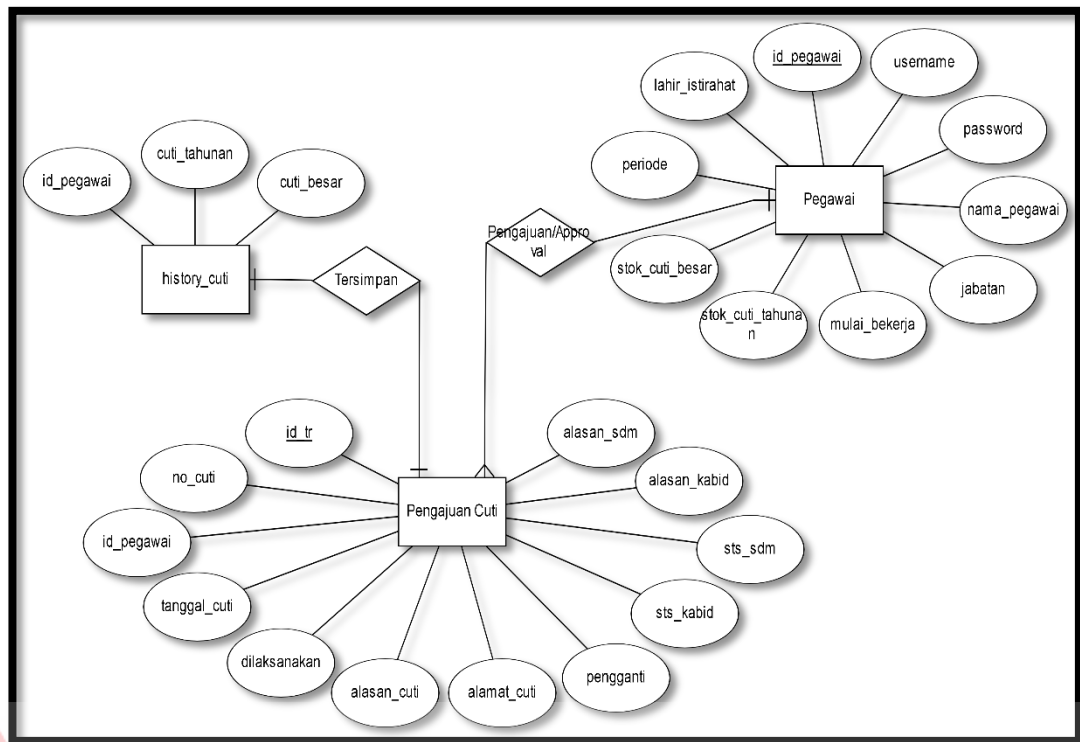 id_pegawai
username
lahir_istirahat
password
cuti_tahunan
periode
id_pegawai
cuti_besar
Pegawai
nama_pegawai
Pengajuan/Appro
val
stok_cuti_besar
history_cuti
Tersimpan
jabatan
stok_cuti_tahuna
n
mulai_bekerja
id_tr
alasan_sdm
no_cuti
alasan_kabid
Pengajuan Cuti
id_pegawai
sts_sdm
tanggal_cuti
sts_kabid
dilaksanakan
pengganti
alasan_cuti
alamat_cuti